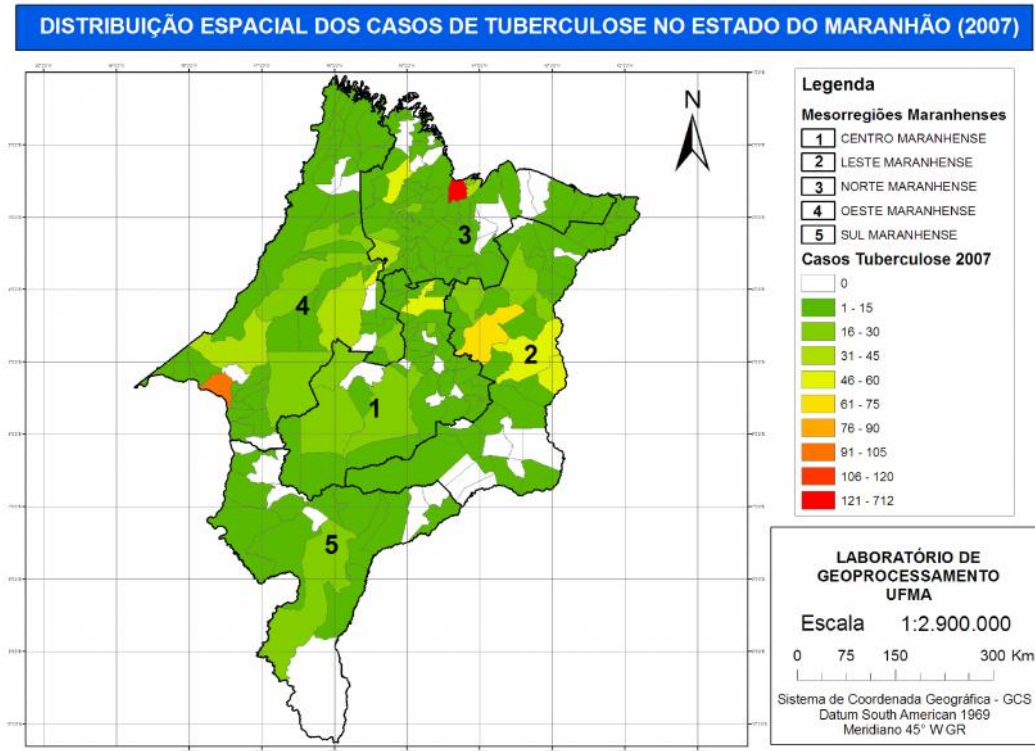 DISTRIBUIÇÃO ESPACIAL DOS CASOS DE TUBERCULOSE NO ESTADO DO MARANHÃO (2007)
N
1
2
3
4
5
Legenda
Mesorregiões Maranhenses
1 CENTRO MARANHENSE
2 LESTE MARANHENSE
3 NORTE MARANHENSE
4 OESTE MARANHENSE
5 SUL MARANHENSE
Casos Tuberculose 2007
0
1 - 15
16 - 30
31 - 45
46 - 60
61 - 75
76 - 90
91 - 105
106 - 120
121 - 712
LABORATÓRIO DE
GEOPROCESSAMENTO
UFMA
Escala 1:2.900.000
0 75 150 300 Km
Sistema de Coordenada Geográfica - GCS
Datum South American 1969
Meridiano 45° W GR